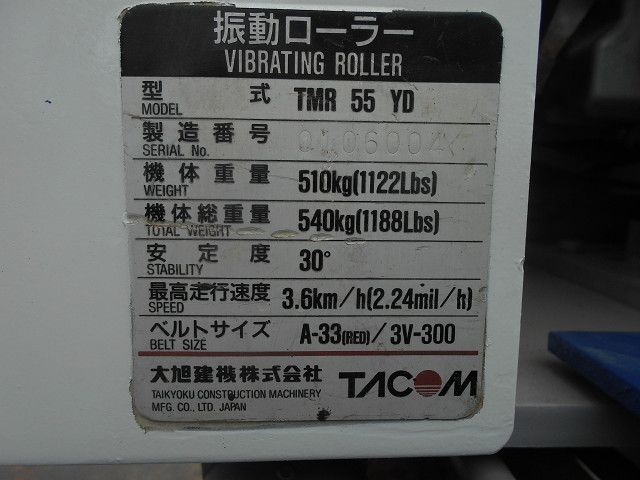 振動ローラー
VIBRATING ROLLER
型 式 TMR 55 YD
MODEL
製造番号 0106004
SERIAL No.
機体重量 510kg(1122Lbs)
WEIGHT
機体総重量 540kg(1188Lbs)
TOTAL WEIGHT
安定度 30°
STABILITY
最高走行速度 3.6km/h(2.24mil/h)
SPEED
ベルトサイズ A-33(RED)/3V-300
BELT SIZE
大旭建機株式会社 TACOM
TAIKYOKU CONSTRUCTION MACHINERY
MFG. CO., LTD. JAPAN